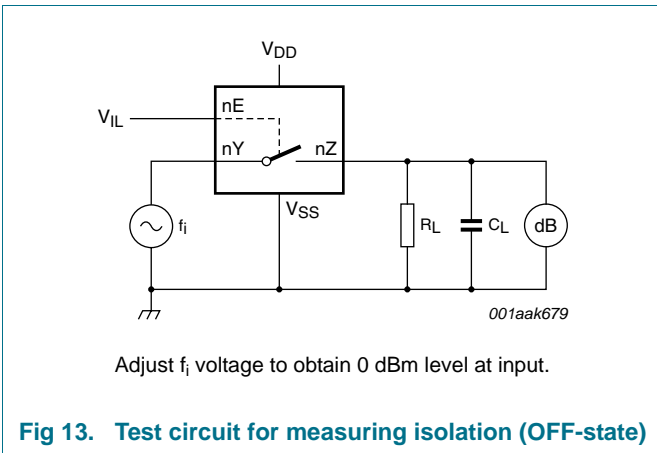 VDD
VIL
nE
nY
nZ
VSS
fi
RL
CL
dB
001aak679
Adjust fi voltage to obtain 0 dBm level at input.
Fig 13. Test circuit for measuring isolation (OFF-state)